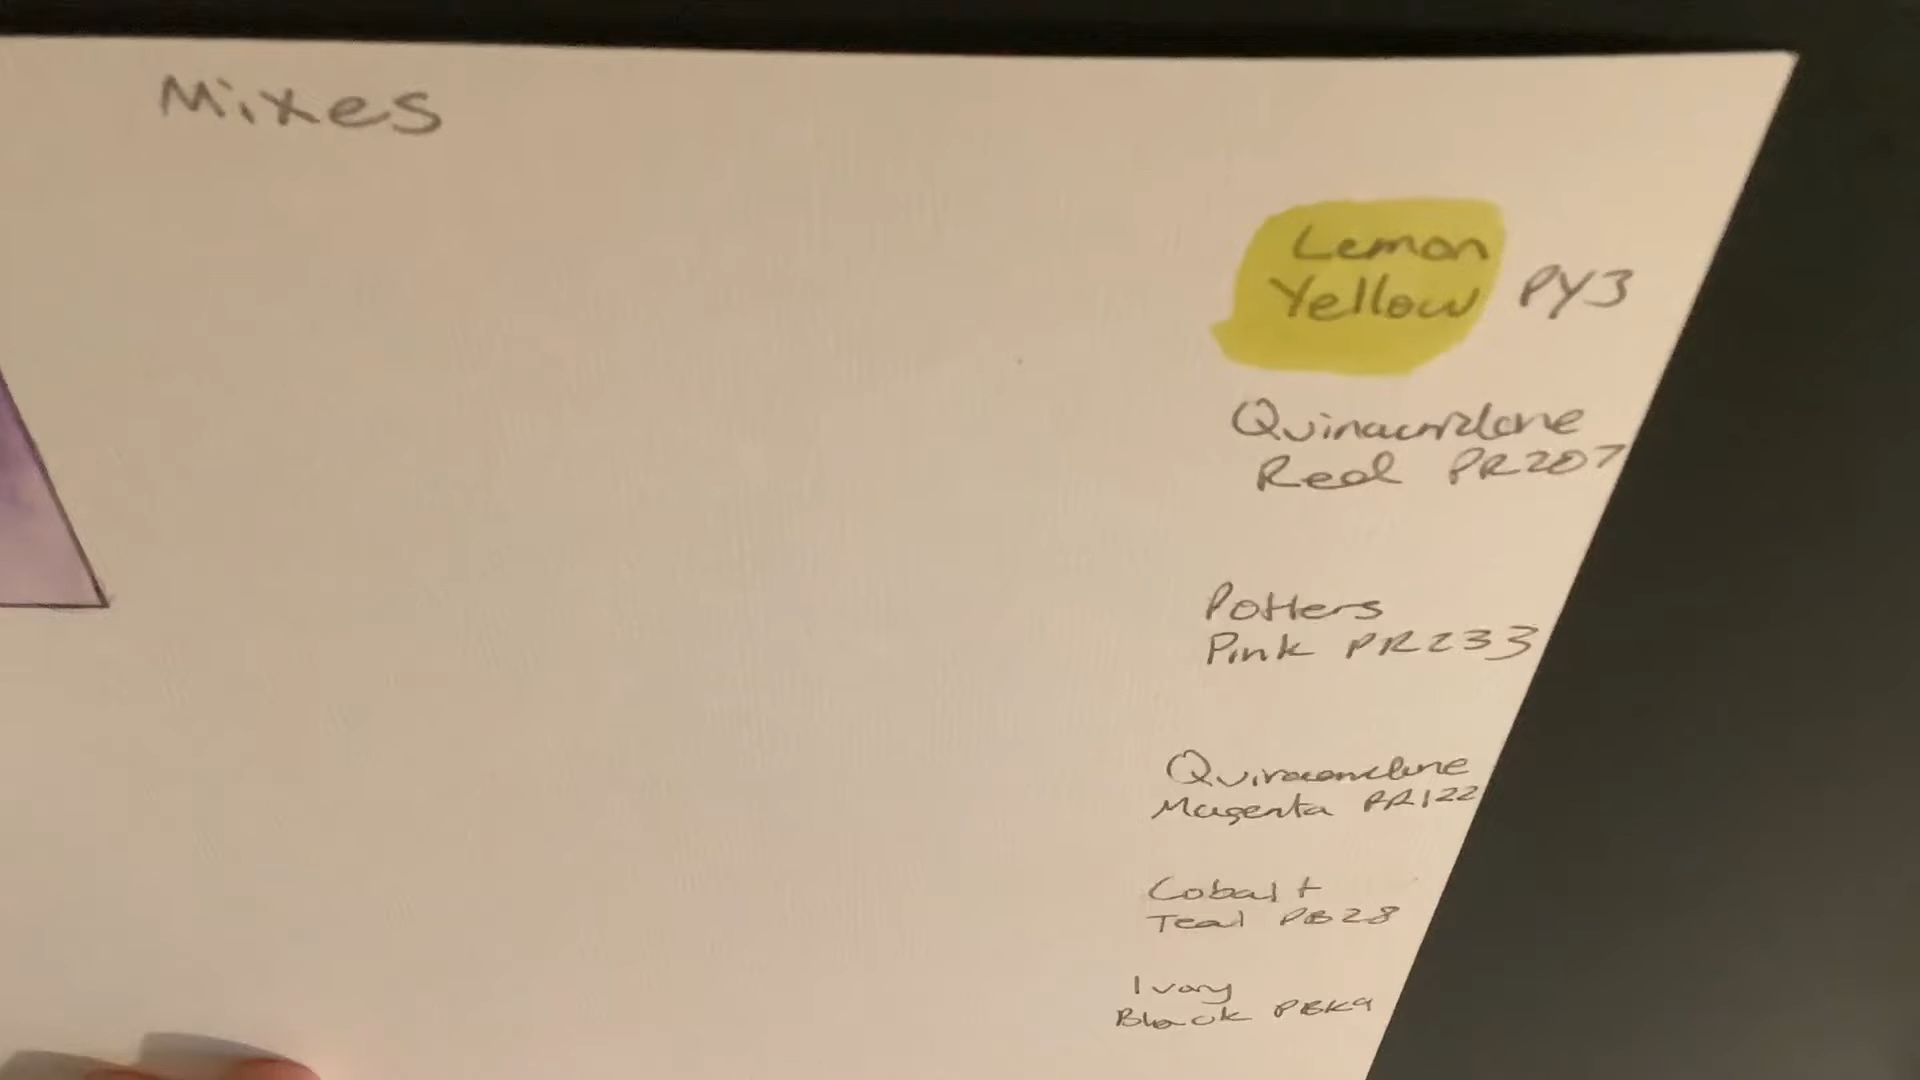 Mixes
Lemon
Yellow PY3
Quinacridone
Red PR207
Potters
Pink PR233
Quinacridone
Magenta PR122
Cobalt
Teal PB28
Ivory
Black PBK9